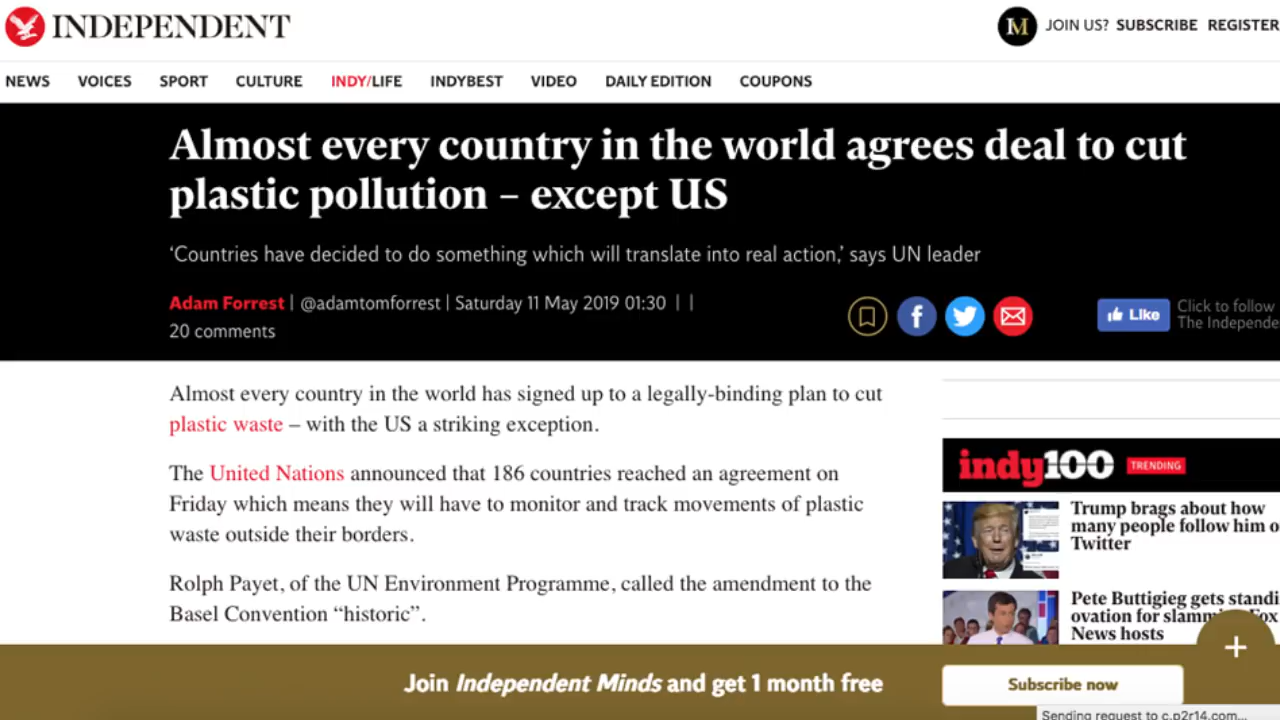 INDEPENDENT
JOIN US? SUBSCRIBE REGISTER
NEWS VOICES SPORT CULTURE INDY/LIFE INDYBEST VIDEO DAILY EDITION COUPONS
Almost every country in the world agrees deal to cut
plastic pollution – except US
‘Countries have decided to do something which will translate into real action,’ says UN leader
Adam Forrest | @adamtomforrest | Saturday 11 May 2019 01:30 | |
20 comments
Like
Click to follow
The Independe
Almost every country in the world has signed up to a legally-binding plan to cut
plastic waste – with the US a striking exception.
The United Nations announced that 186 countries reached an agreement on
Friday which means they will have to monitor and track movements of plastic
waste outside their borders.
Rolph Payet, of the UN Environment Programme, called the amendment to the
Basel Convention “historic”.
indy100 TRENDING
Trump brags about how
many people follow him o
Twitter
Pete Buttigieg gets standi
ovation for slamm Fox
News hosts
Join Independent Minds and get 1 month free
Subscribe now
Sending request to c.p2r14.com...